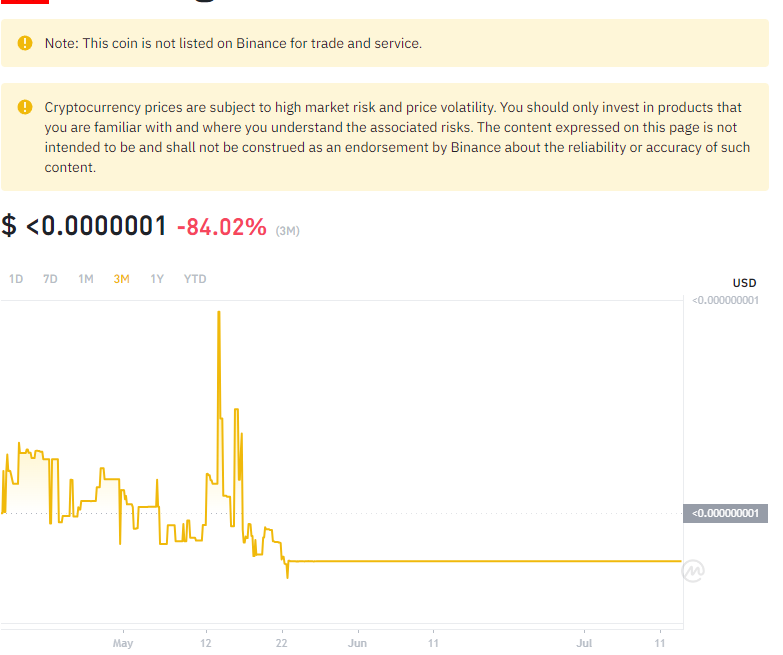 Note: This coin is not listed on Binance for trade and service.
Cryptocurrency prices are subject to high market risk and price volatility. You should only invest in products that
you are familiar with and where you understand the associated risks. The content expressed on this page is not
intended to be and shall not be construed as an endorsement by Binance about the reliability or accuracy of such
content.
$ <0.0000001 -84.02% (3M)
1D 7D 1M 3M 1Y YTD
USD
<0.000000001
<0.000000001
May 12 22 Jun 11 Jul 11